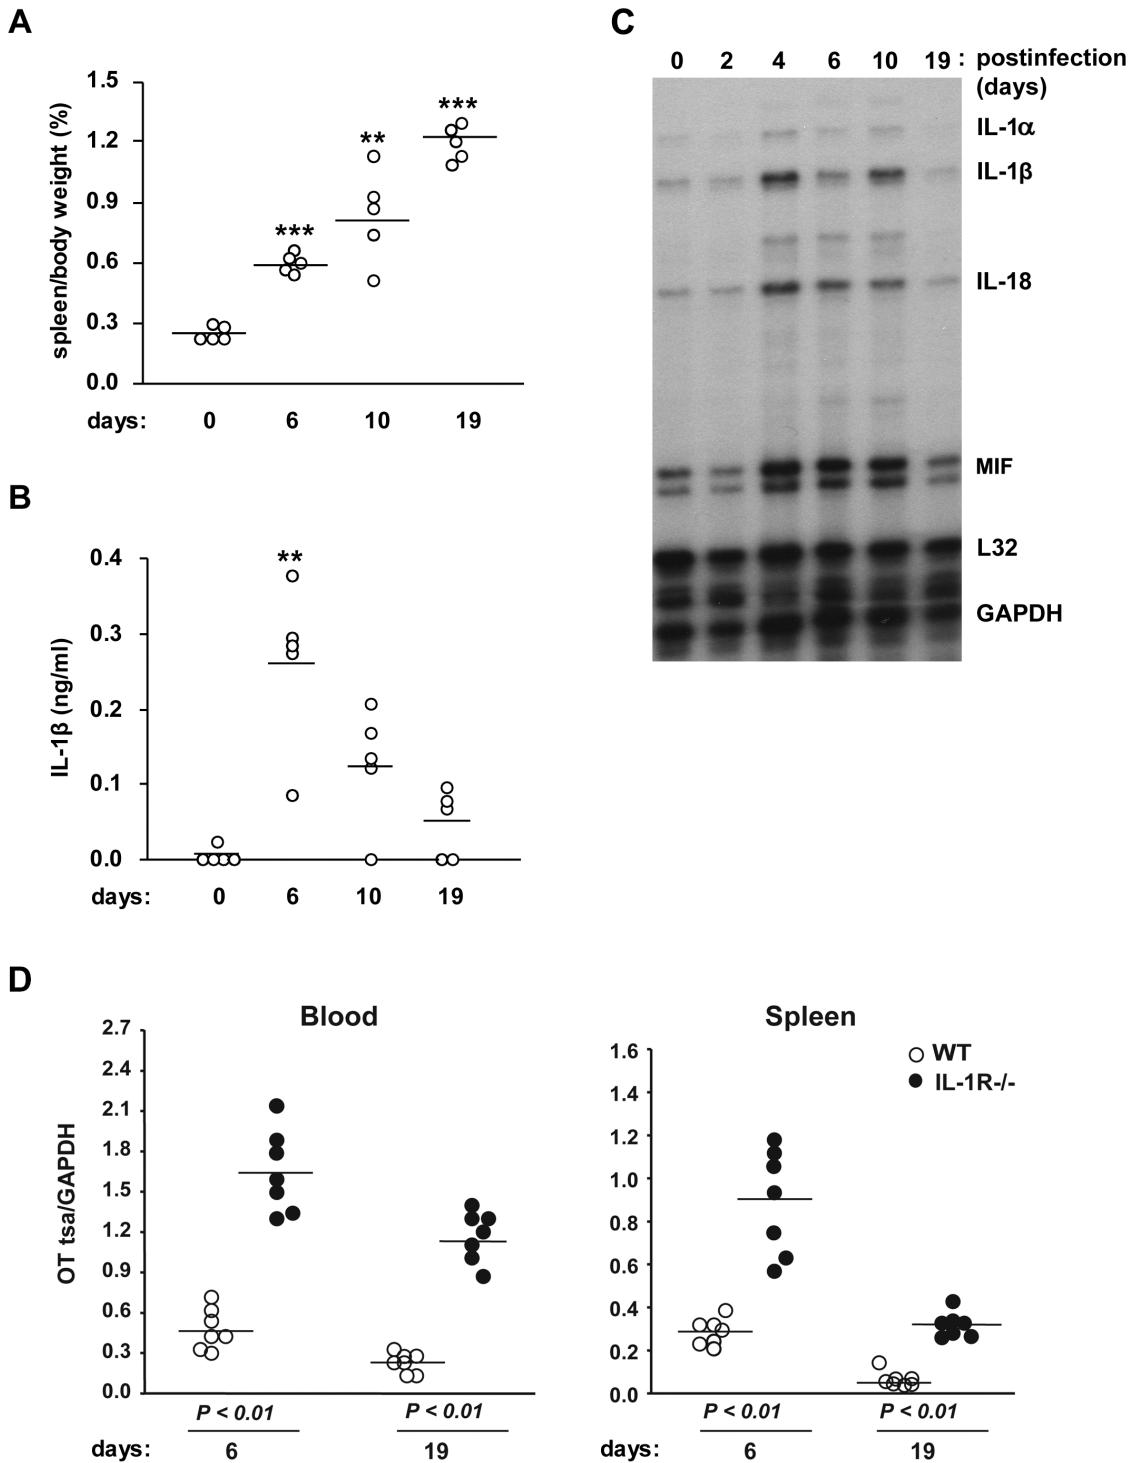 A
spleen/body weight (%)
1.5
1.2
0.9
0.6
0.3
0.0
***
**
***
days: 0 6 10 19
B
IL-1β (ng/ml)
0.4
0.3
0.2
0.1
0.0
**
days: 0 6 10 19
C
0 2 4 6 10 19 : postinfection
(days)
IL-1α
IL-1β
IL-18
MIF
L32
GAPDH
D
Blood
OT tsa/GAPDH
2.7
2.4
2.1
1.8
1.5
1.2
0.9
0.6
0.3
0.0
P < 0.01 P < 0.01
days: 6 19
Spleen
WT
IL-1R-/-
1.6
1.4
1.2
1.0
0.8
0.6
0.4
0.2
0.0
P < 0.01 P < 0.01
days: 6 19